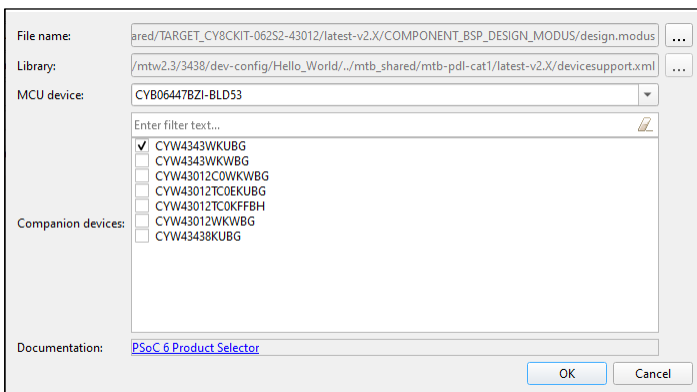 File name: ared/TARGET_CY8CKIT-062S2-43012/latest-v2.X/COMPONENT_BSP_DESIGN_MODUS/design.modus ...
Library: /mtw2.3/3438/dev-config/Hello_World/../mtb_shared/mtb-pdl-cat1/latest-v2.X/devicesupport.xml ...
MCU device: CYB06447BZI-BLD53
Enter filter text...
CYW4343WKUBG
CYW4343WKWBG
CYW43012C0WKWBG
CYW43012TC0EKUBG
CYW43012TC0KFFBH
Companion devices: CYW43012WKWBG
CYW43438KUBG
Documentation: PSoC 6 Product Selector
OK Cancel